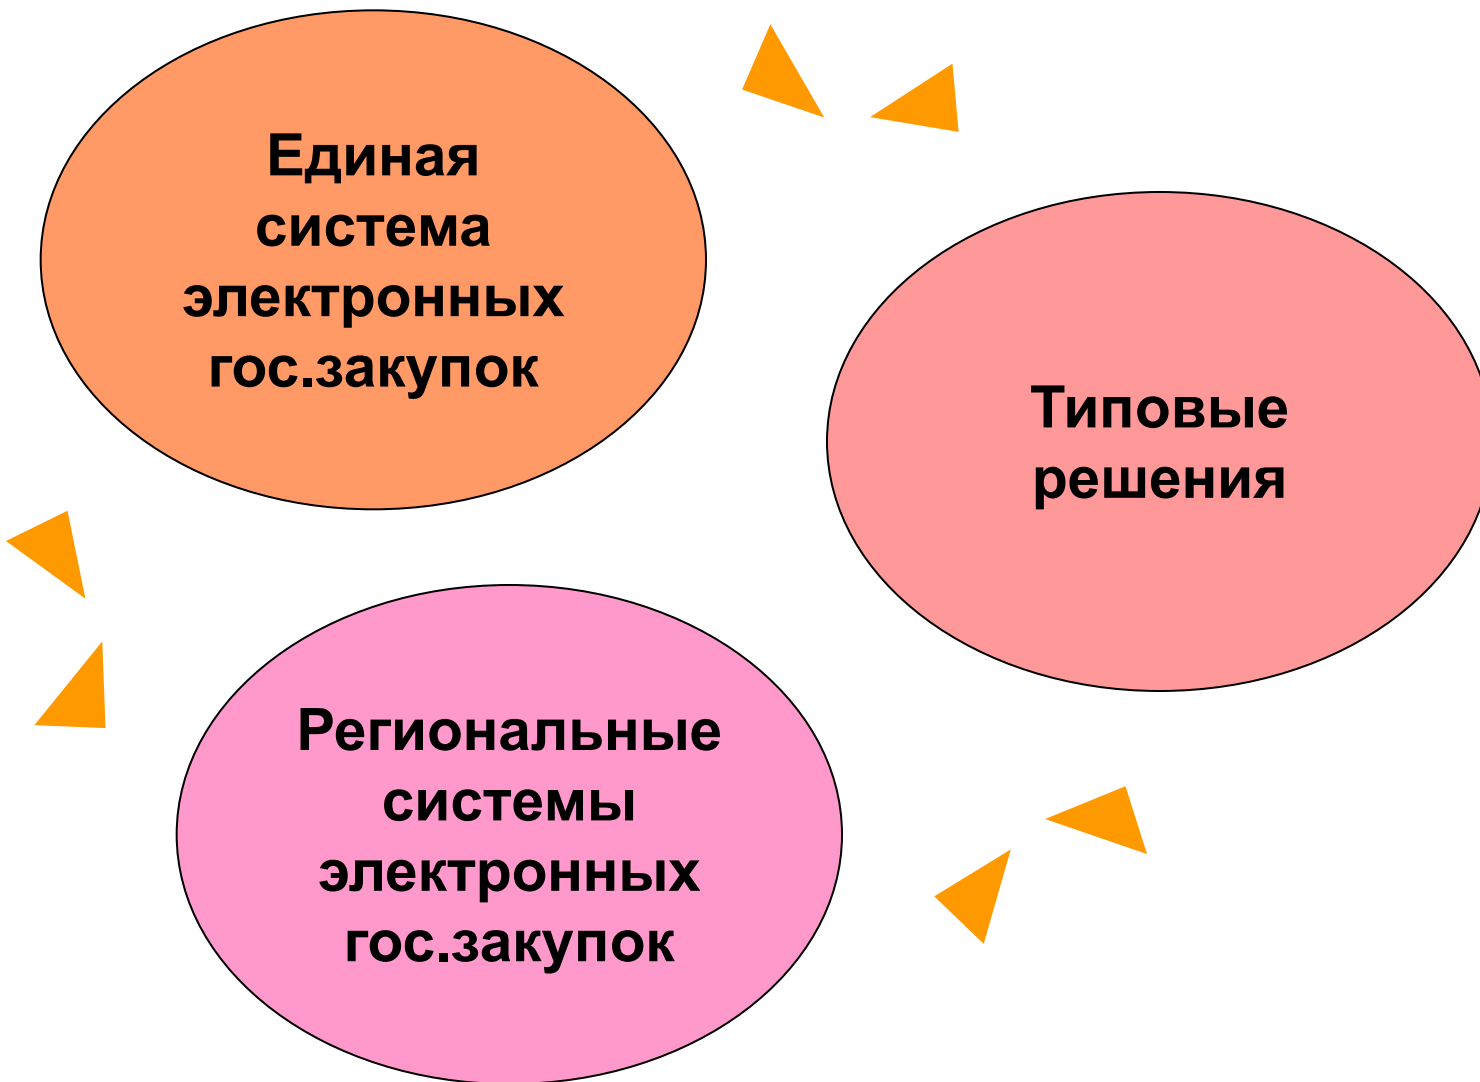 Единая
система
электронных
гос.закупок
Типовые
решения
Региональные
системы
электронных
гос.закупок